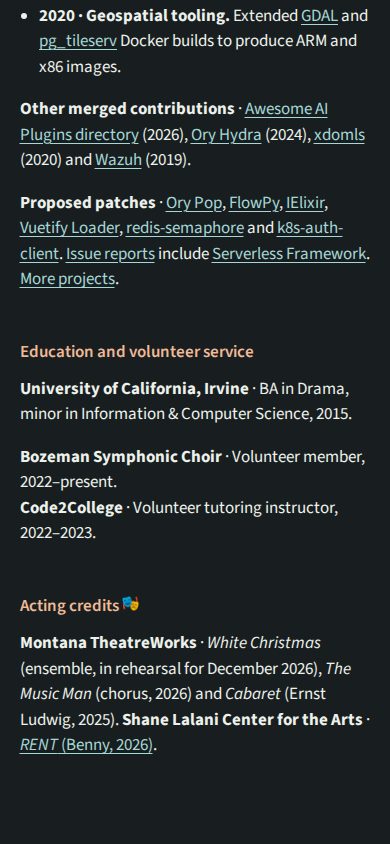 • 2020 · Geospatial tooling. Extended GDAL and
pg_tileserv Docker builds to produce ARM and
x86 images.
Other merged contributions · Awesome AI
Plugins directory (2026), Ory Hydra (2024), xdomls
(2020) and Wazuh (2019).
Proposed patches · Ory Pop, FlowPy, IElixir,
Vuetify Loader, redis-semaphore and k8s-auth-
client. Issue reports include Serverless Framework.
More projects.
Education and volunteer service
University of California, Irvine · BA in Drama,
minor in Information & Computer Science, 2015.
Bozeman Symphonic Choir · Volunteer member,
2022–present.
Code2College · Volunteer tutoring instructor,
2022–2023.
Acting credits 🎭
Montana TheatreWorks · White Christmas
(ensemble, in rehearsal for December 2026), The
Music Man (chorus, 2026) and Cabaret (Ernst
Ludwig, 2025). Shane Lalani Center for the Arts ·
RENT (Benny, 2026).